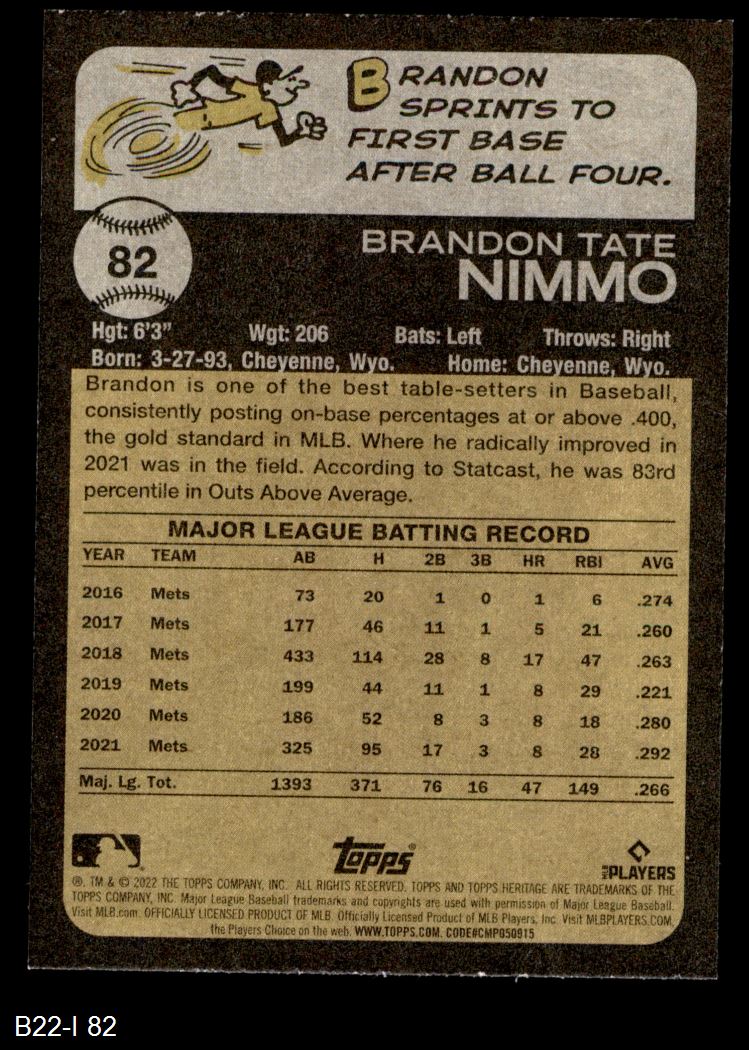 BRANDON
SPRINTS TO
FIRST BASE
AFTER BALL FOUR.
82
BRANDON TATE
NIMMO
Hgt: 6'3" Wgt: 206 Bats: Left Throws: Right
Born: 3-27-93, Cheyenne, Wyo. Home: Cheyenne, Wyo.
Brandon is one of the best table-setters in Baseball,
consistently posting on-base percentages at or above .400,
the gold standard in MLB. Where he radically improved in
2021 was in the field. According to Statcast, he was 83rd
percentile in Outs Above Average.
MAJOR LEAGUE BATTING RECORD
YEAR TEAM AB H 2B 3B HR RBI AVG
2016 Mets 73 20 1 0 1 6 .274
2017 Mets 177 46 11 1 5 21 .260
2018 Mets 433 114 28 8 17 47 .263
2019 Mets 199 44 11 1 8 29 .221
2020 Mets 186 52 8 3 8 18 .280
2021 Mets 325 95 17 3 8 28 .292
Maj. Lg. Tot. 1393 371 76 16 47 149 .266
Topps®
PLAYERS
®, TM & © 2022 THE TOPPS COMPANY, INC. ALL RIGHTS RESERVED. TOPPS AND TOPPS HERITAGE ARE TRADEMARKS OF THE
TOPPS COMPANY, INC. Major League Baseball trademarks and copyrights are used with permission of Major League Baseball.
Visit MLB.com. OFFICIALLY LICENSED PRODUCT OF MLB. Officially Licensed Product of MLB Players, Inc. Visit MLBPLAYERS.COM,
the Players Choice on the web. WWW.TOPPS.COM. CODE#CMP050915
B22-I 82